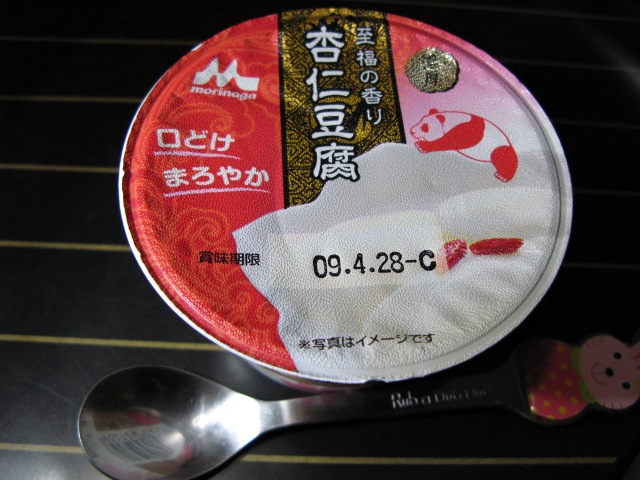 至福の香り
杏仁豆腐
morinaga
口どけ
まろやか
賞味期限
09.4.28-C
※写真はイメージです